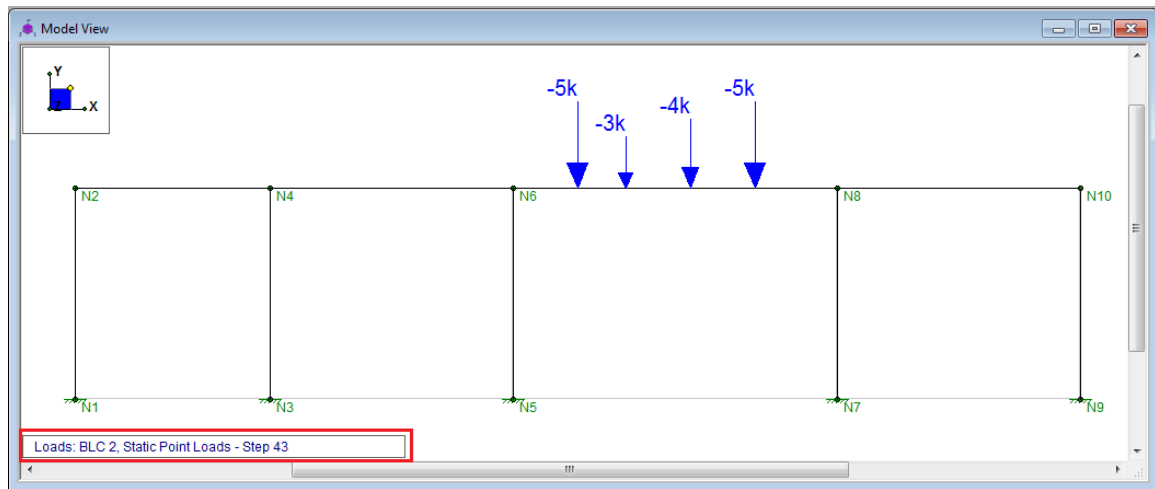 Model View
Y
Z X
-5k -5k
-4k
-3k
N2 N4 N6 N8 N10
N1 N3 N5 N7 N9
Loads: BLC 2, Static Point Loads - Step 43